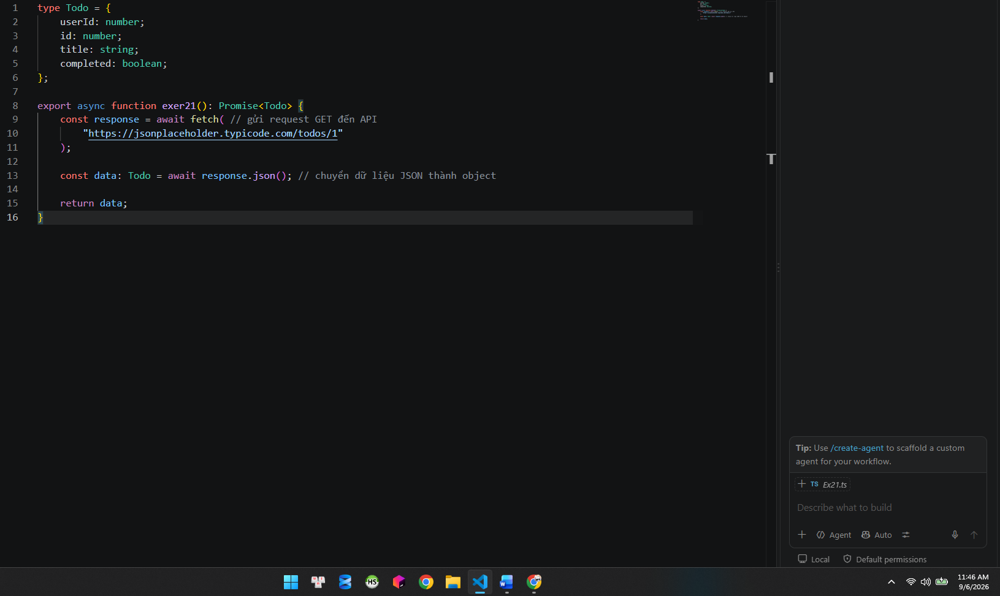 1 type Todo = {
2 userId: number;
3 id: number;
4 title: string;
5 completed: boolean;
6 };
7
8 export async function exer21(): Promise<Todo> {
9 const response = await fetch( // gửi request GET đến API
10 "https://jsonplaceholder.typicode.com/todos/1"
11 );
12
13 const data: Todo = await response.json(); // chuyển dữ liệu JSON thành object
14
15 return data;
16 }
Tip: Use /create-agent to scaffold a custom
agent for your workflow.
TS Ex21.ts
Describe what to build
Agent Auto
Local Default permissions
HS
W
11:46 AM
9/6/2026